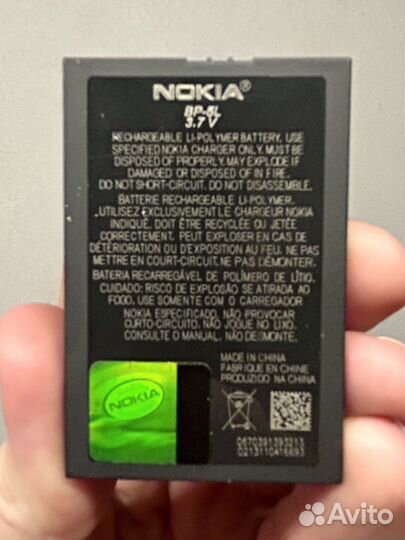 NOKIA®
BP-5L
3.7 V
RECHARGEABLE LI-POLYMER BATTERY. USE
SPECIFIED NOKIA CHARGER ONLY. MUST BE
DISPOSED OF PROPERLY. MAY EXPLODE IF
DAMAGED OR DISPOSED OF IN FIRE.
DO NOT SHORT-CIRCUIT. DO NOT DISASSEMBLE.
BATTERIE RECHARGEABLE LI-POLYMER.
UTILISEZ EXCLUSIVEMENT LE CHARGEUR NOKIA
INDIQUÉ. DOIT ÊTRE RECYCLÉE OU JETÉE
CORRECTEMENT. PEUT EXPLOSER EN CAS DE
DÉTÉRIORATION OU D'EXPOSITION AU FEU. NE PAS
METTRE EN COURT-CIRCUIT. NE PAS DÉMONTER.
BATERIA RECARREGÁVEL DE POLÍMERO DE LÍTIO.
CUIDADO: RISCO DE EXPLOSÃO SE ATIRADA AO
FOGO. USE SOMENTE COM O CARREGADOR
NOKIA ESPECIFICADO. NÃO PROVOCAR
CURTO-CIRCUITO. NÃO JOGUE NO LIXO.
CONSULTE O MANUAL. NÃO DESMONTE.
MADE IN CHINA
FABRIQUE EN CHINE
PRODUZIDO NA CHINA
NOKIA
0670391393213
0213110416693
Avito